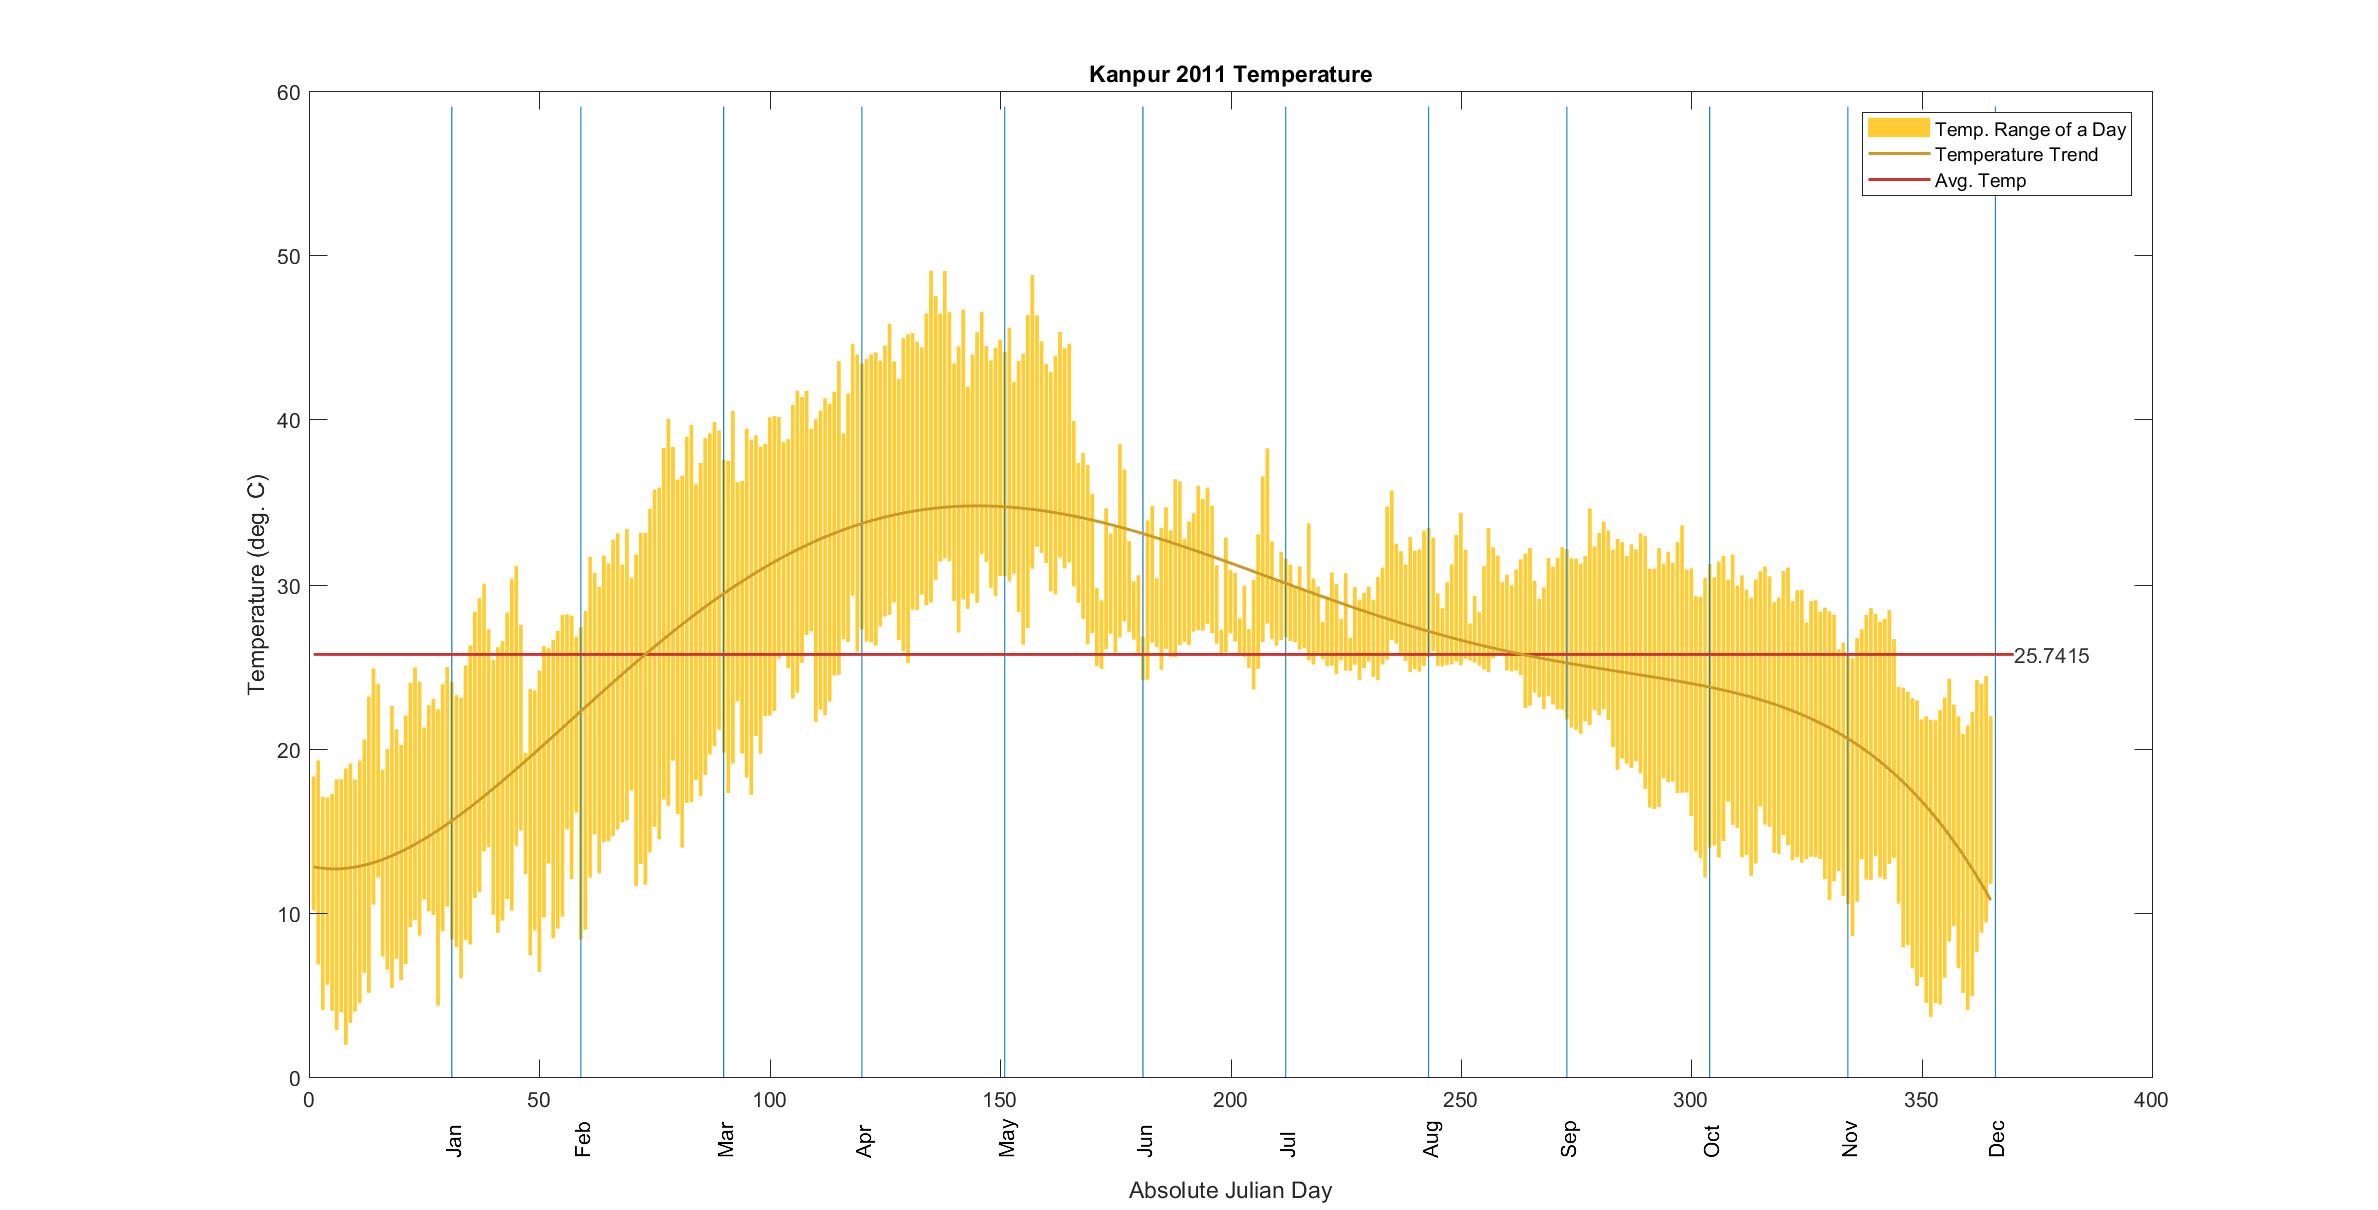 Kanpur 2011 Temperature
60
50
40
30
20
10
0
Temperature (deg. C)
Temp. Range of a Day
Temperature Trend
Avg. Temp
25.7415
0 50 100 150 200 250 300 350 400
Jan Feb Mar Apr May Jun Jul Aug Sep Oct Nov Dec
Absolute Julian Day